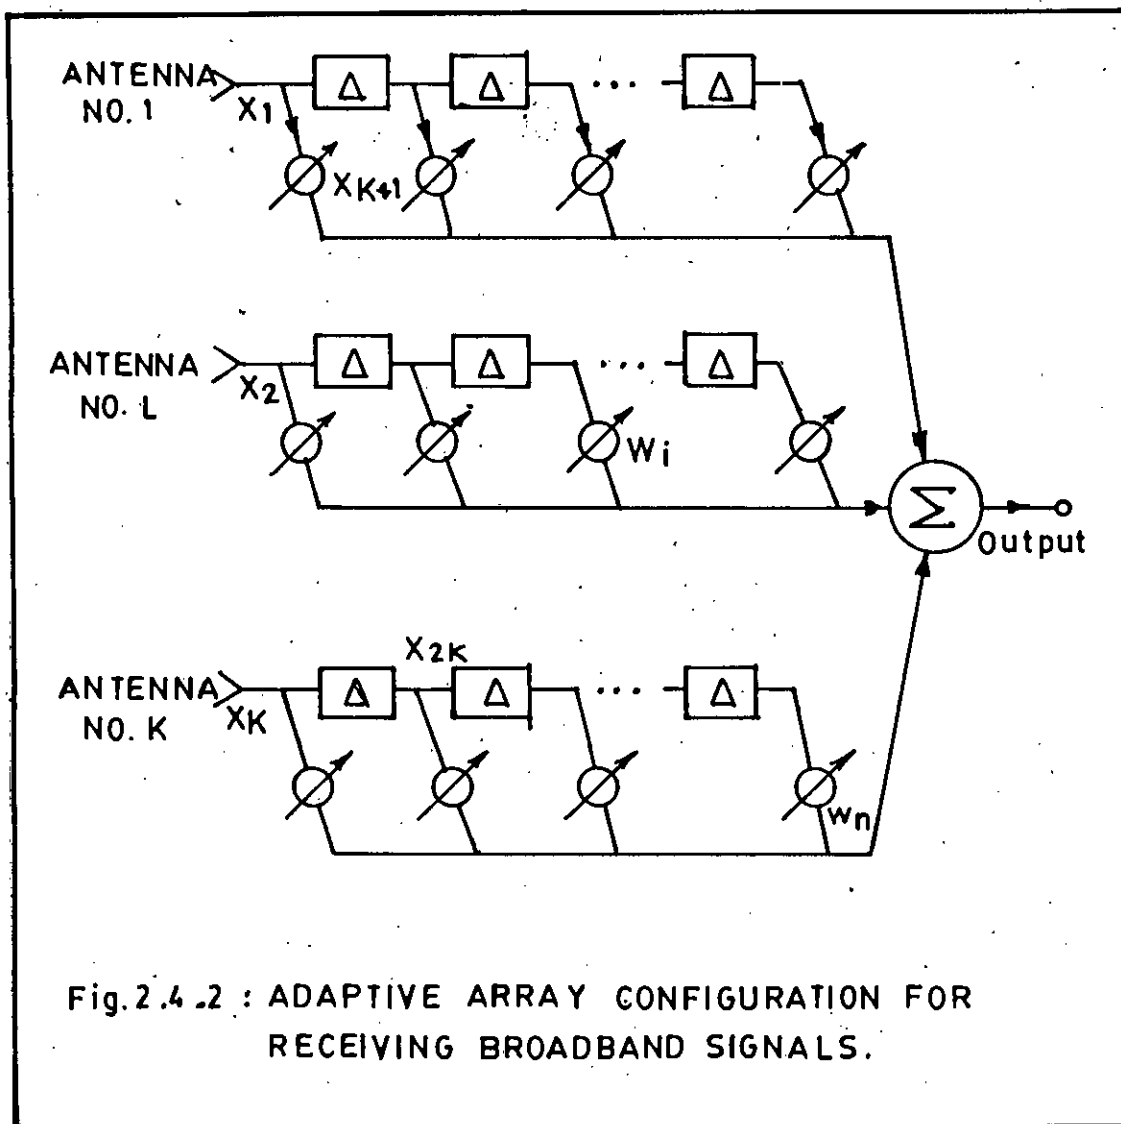 ANTENNA
NO. 1
X1
Δ Δ ... Δ
XK+1
ANTENNA
NO. L
X2
Δ Δ ... Δ
Wi
Σ
Output
X2K
ANTENNA
NO. K
XK
Δ Δ ... Δ
wn
Fig. 2.4.2 : ADAPTIVE ARRAY CONFIGURATION FOR
RECEIVING BROADBAND SIGNALS.